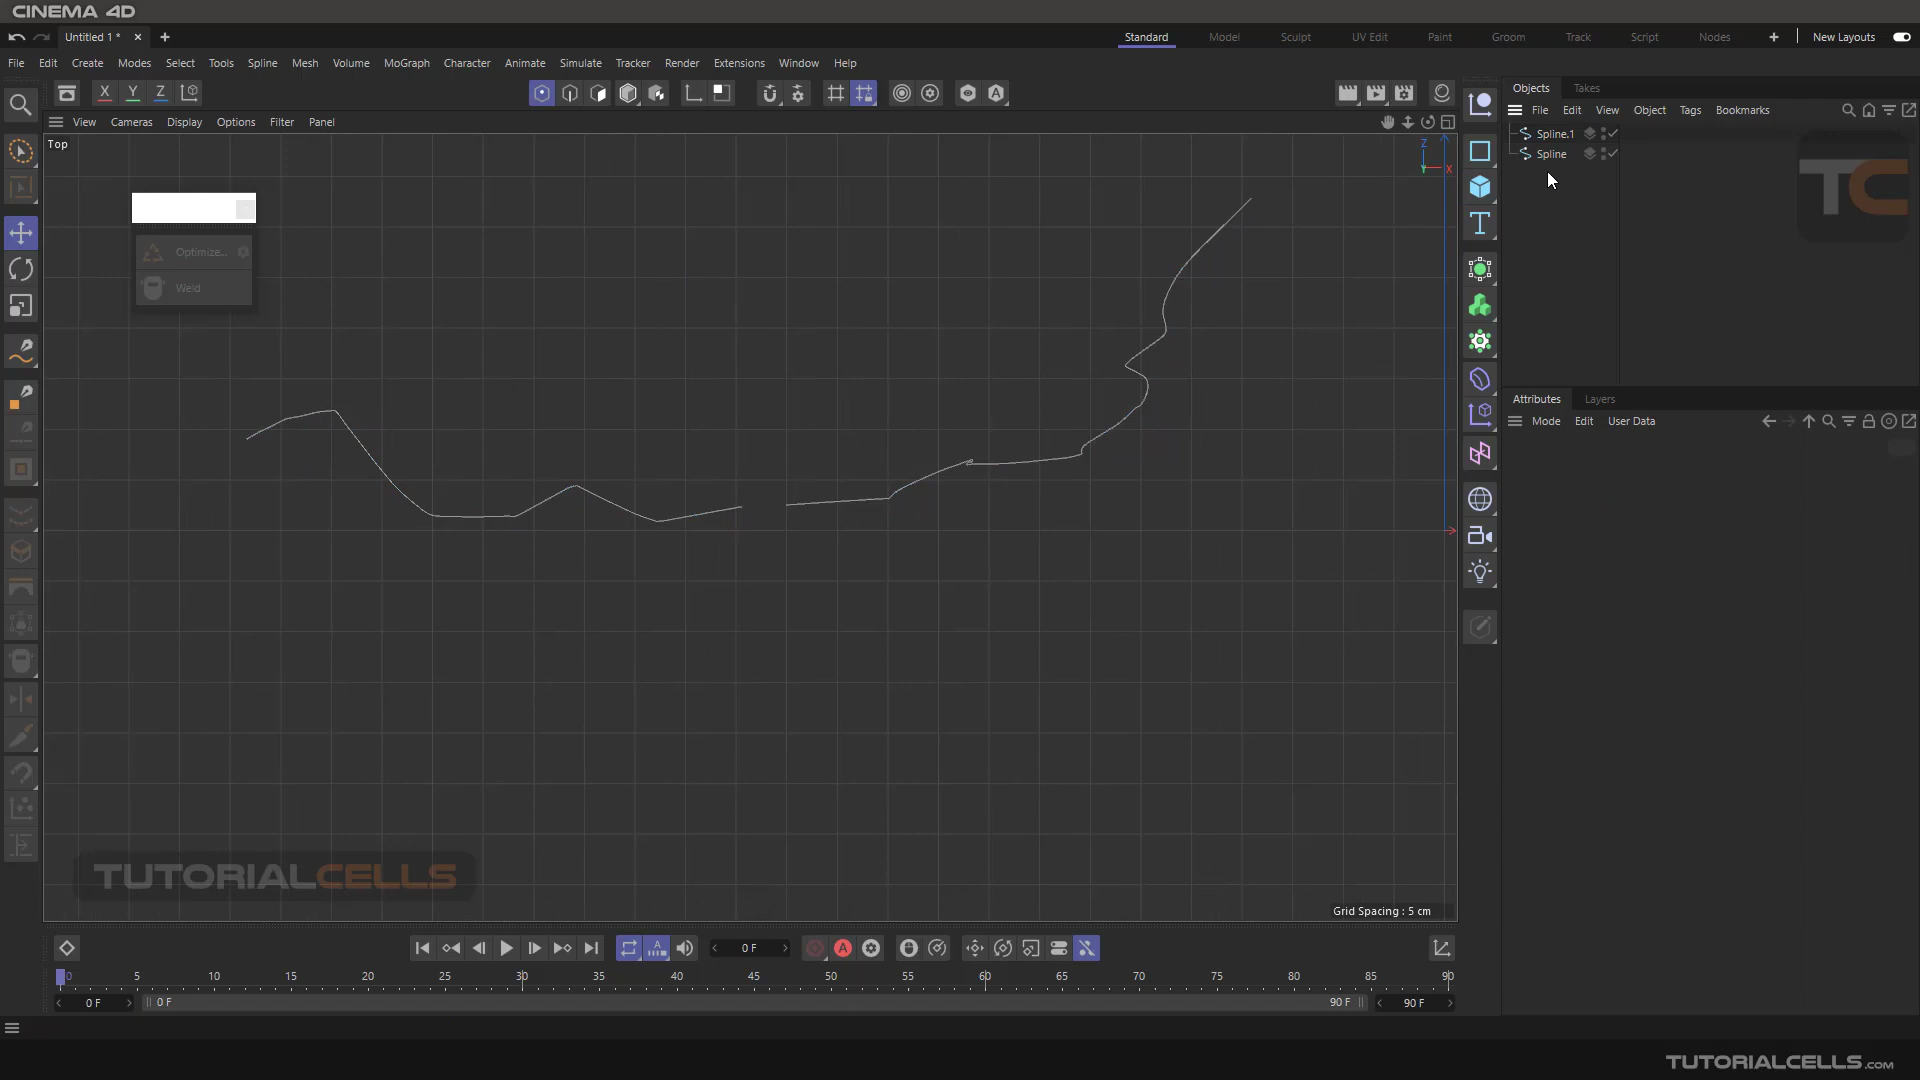 CINEMA 4D
Untitled 1 *
Standard Model Sculpt UV Edit Paint Groom Track Script Nodes New Layouts
File Edit Create Modes Select Tools Spline Mesh Volume MoGraph Character Animate Simulate Tracker Render Extensions Window Help
X Y Z
Objects Takes
File Edit View Object Tags Bookmarks
View Cameras Display Options Filter Panel
Top
Z
X
Y
Spline.1
Spline
TC
Optimize...
Weld
Attributes Layers
Mode Edit User Data
TUTORIALCELLS
Grid Spacing : 5 cm
0 F
0 5 10 15 20 25 30 35 40 45 50 55 60 65 70 75 80 85 90
0 F 0 F 90 F 90 F
TUTORIALCELLS.com